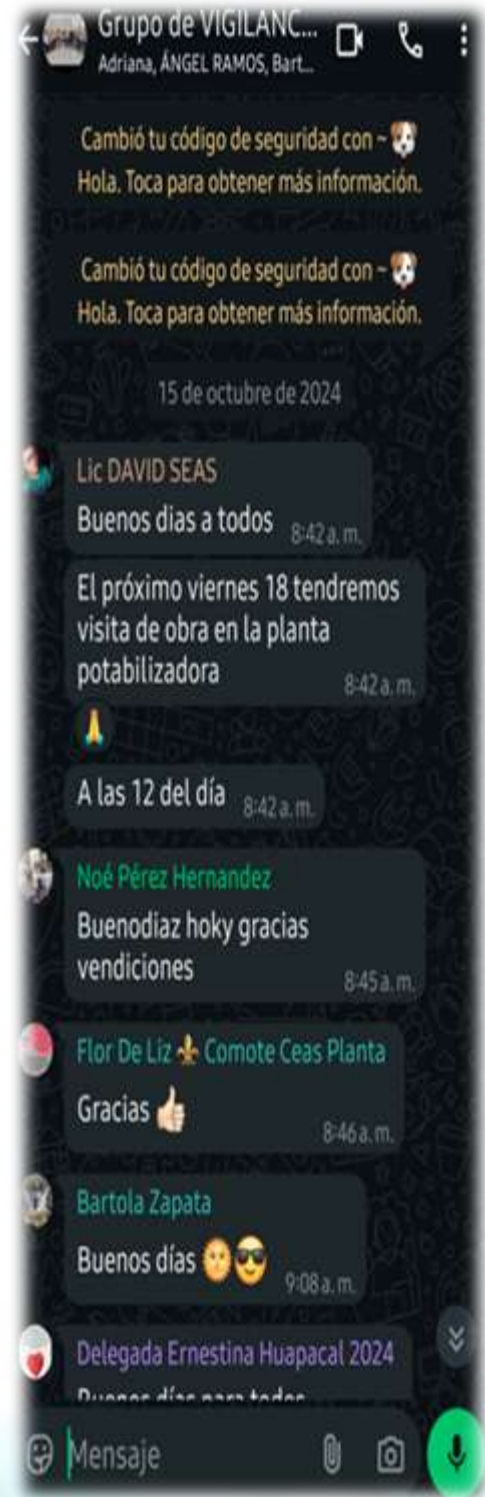 Grupo de VIGILANC...
Adriana, ÁNGEL RAMOS, Bart...
Cambió tu código de seguridad con ~ 🐶
Hola. Toca para obtener más información.
Cambió tu código de seguridad con ~ 🐶
Hola. Toca para obtener más información.
15 de octubre de 2024
Lic DAVID SEAS
Buenos dias a todos 8:42 a. m.
El próximo viernes 18 tendremos
visita de obra en la planta
potabilizadora 8:42 a. m.
🙏
A las 12 del día 8:42 a. m.
Noé Pérez Hernandez
Buenodiaz hoky gracias
vendiciones 8:45 a. m.
Flor De Liz ⚜ Comote Ceas Planta
Gracias 👍🏻 8:46 a. m.
Bartola Zapata
Buenos días 🌞😎 9:08 a. m.
Delegada Ernestina Huapacal 2024
Buenos días para todos
Mensaje